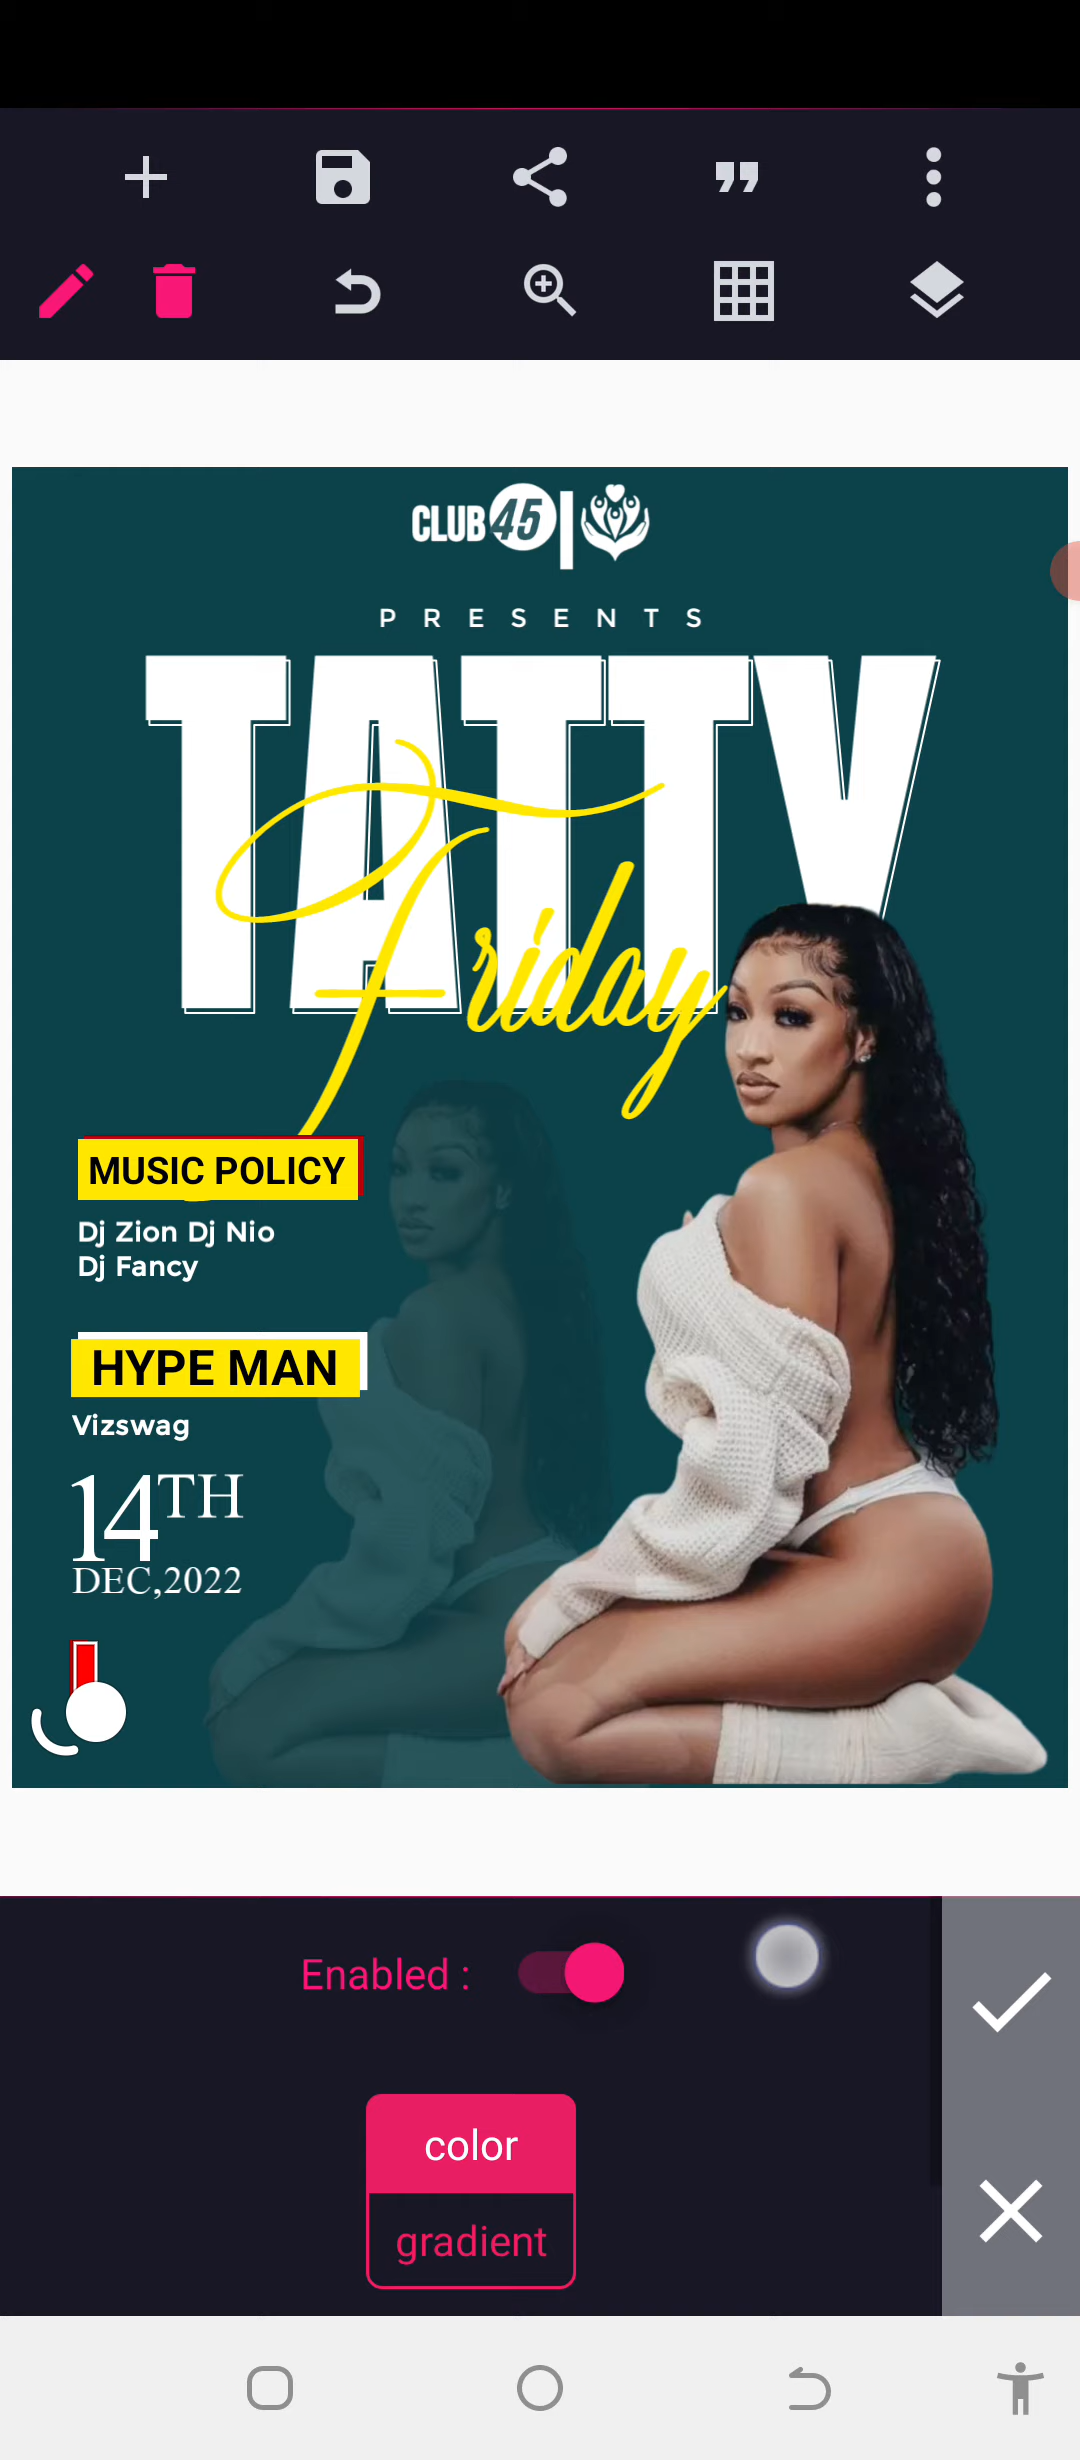 CLUB 45
PRESENTS
TATTY
Friday
MUSIC POLICY
Dj Zion Dj Nio
Dj Fancy
HYPE MAN
Vizswag
14TH
DEC,2022
Enabled :
color
gradient